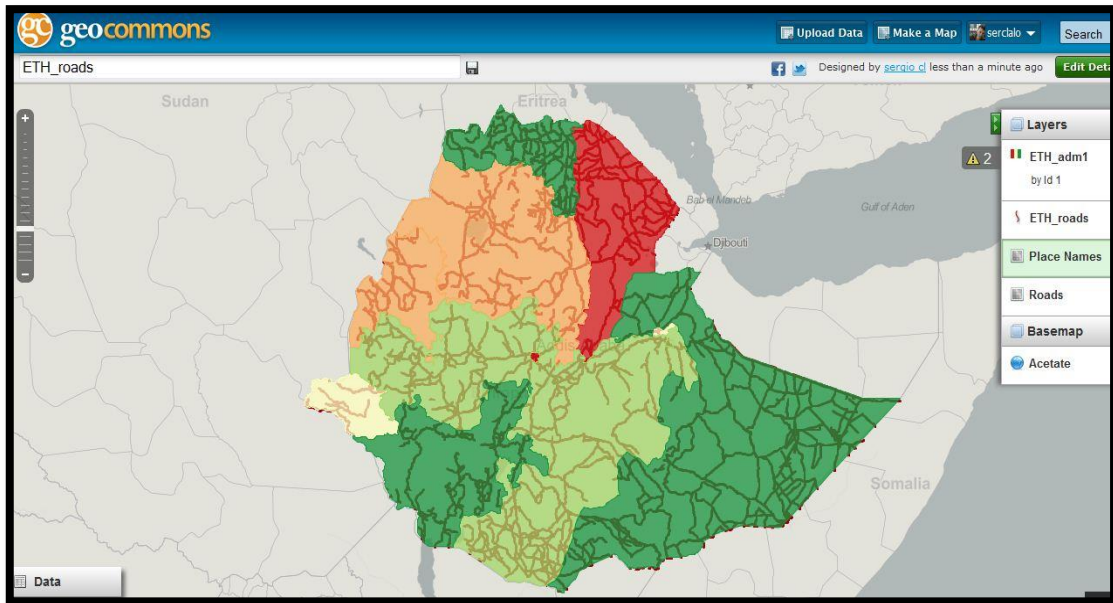 gc geocommons
Upload Data
Make a Map
serclalo
Search
ETH_roads
Designed by sergio cl less than a minute ago
Edit Deta
Sudan
Eritrea
Layers
2
ETH_adm1
by Id 1
Bab el Mandeb
Gulf of Aden
ETH_roads
Djibouti
Place Names
Roads
Basemap
Acetate
Somalia
Data